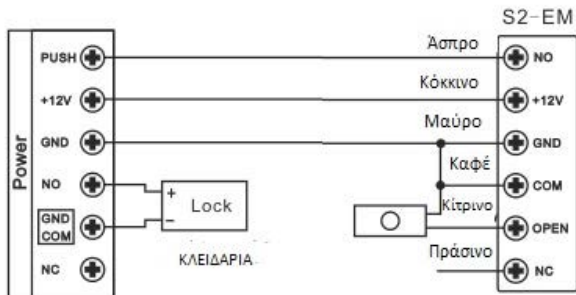 S2-EM
Power
PUSH
+12V
GND
NO
GND
COM
NC
+
Lock
−
ΚΛΕΙΔΑΡΙΑ
Άσπρο
Κόκκινο
Μαύρο
Καφέ
Κίτρινο
Πράσινο
NO
+12V
GND
COM
OPEN
NC